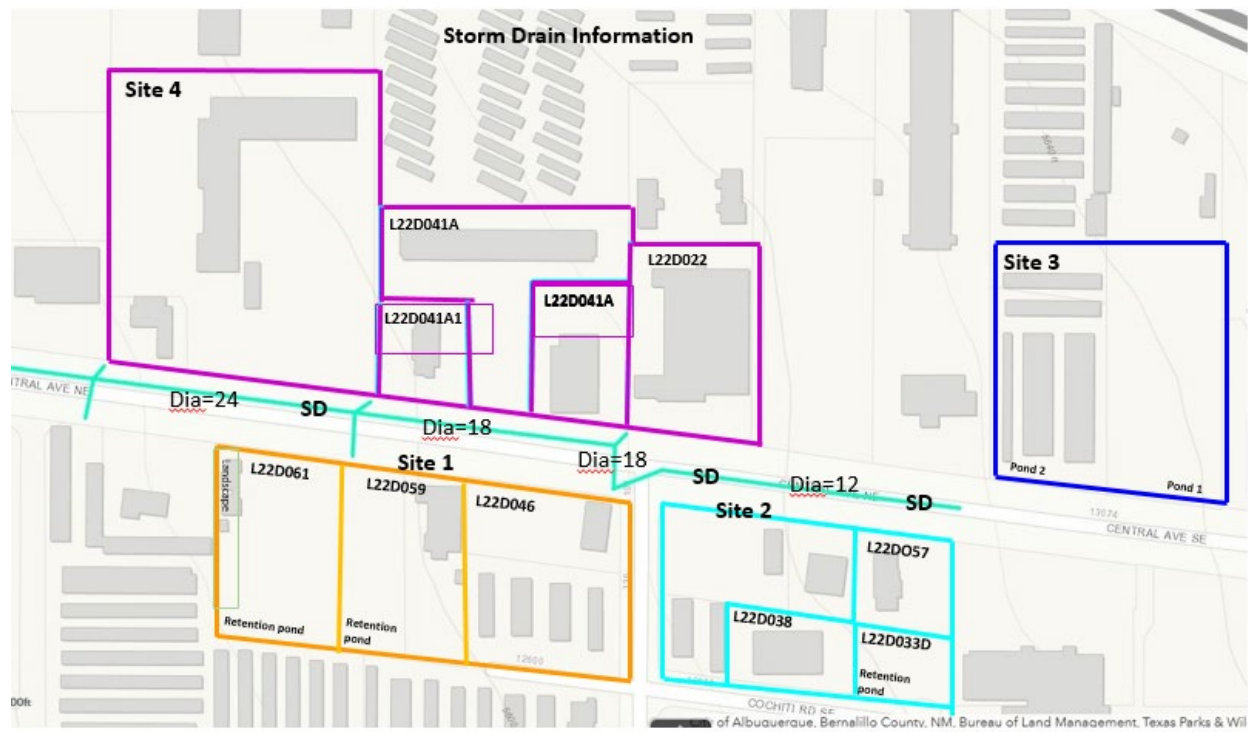 Storm Drain Information
Site 4
L22D041A
L22D022
Site 3
L22D041A
L22D041A1
CENTRAL AVE NE
Dia=24
SD
Dia=18
Site 1
Dia=18
SD
Dia=12
SD
Pond 2
Pond 1
13074
CENTRAL AVE SE
Landscape
L22D061
L22D059
L22D046
Site 2
L22DO57
L22D038
L22D033D
Retention pond
Retention
pond
Retention
pond
12600
COCHITI RD SE
00ft
of Albuquerque, Bernalillo County, NM, Bureau of Land Management, Texas Parks & Wil